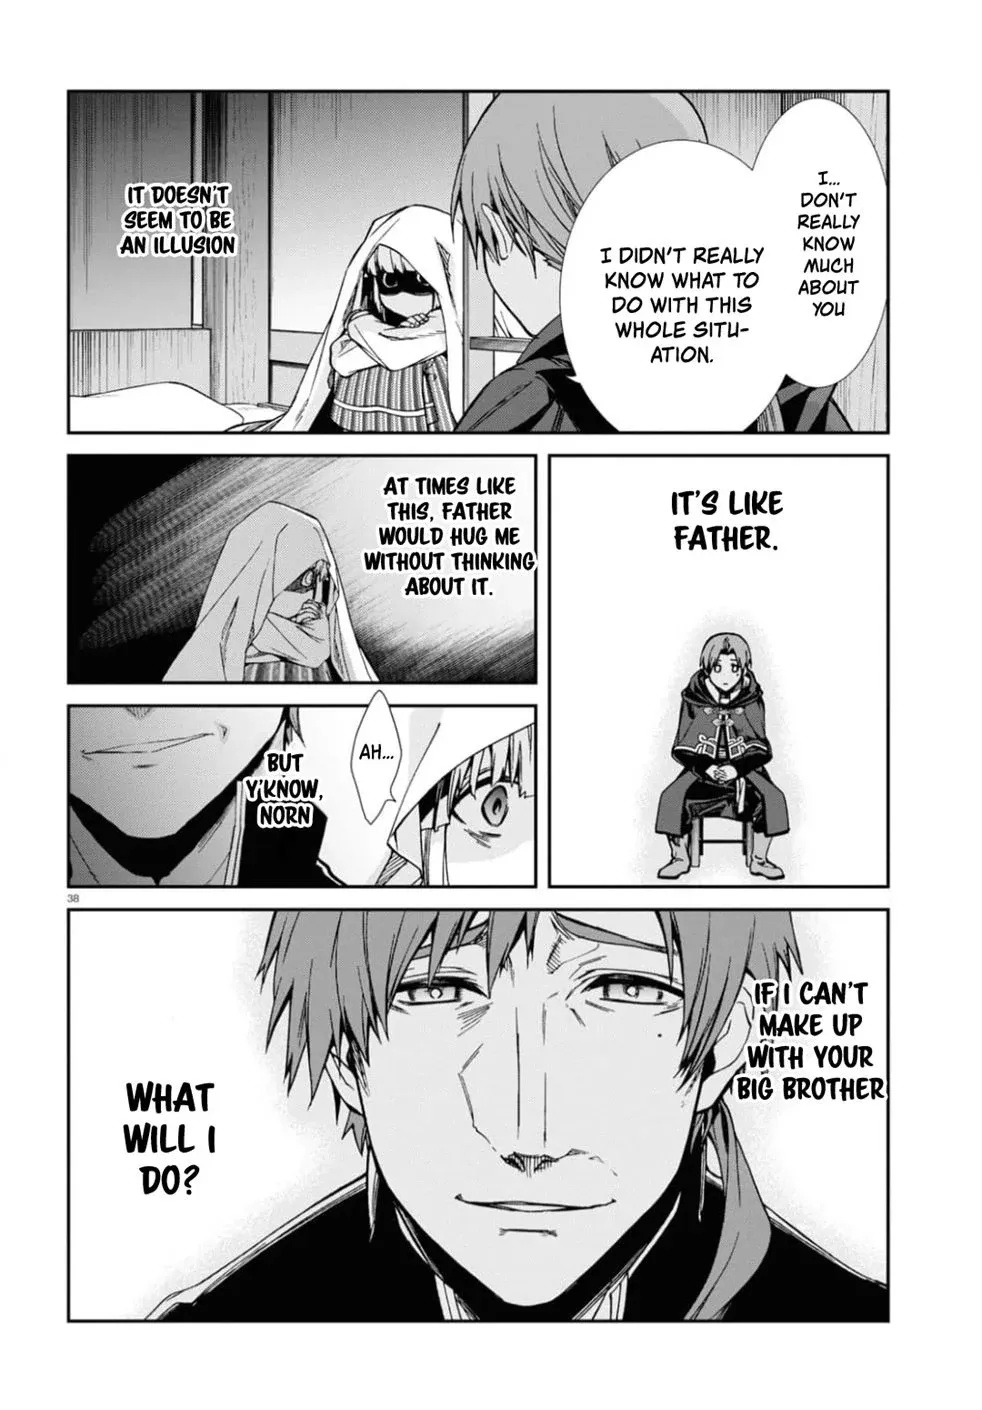 I...
DON'T
REALLY
KNOW
MUCH
ABOUT
YOU
I DIDN'T REALLY
KNOW WHAT TO
DO WITH THIS
WHOLE SITU-
ATION.
IT DOESN'T
SEEM TO BE
AN ILLUSION
IT'S LIKE
FATHER.
AT TIMES LIKE
THIS, FATHER
WOULD HUG ME
WITHOUT THINKING
ABOUT IT.
AH...
BUT
Y'KNOW,
NORN
38
IF I CAN'T
MAKE UP
WITH YOUR
BIG BROTHER
WHAT
WILL I
DO?